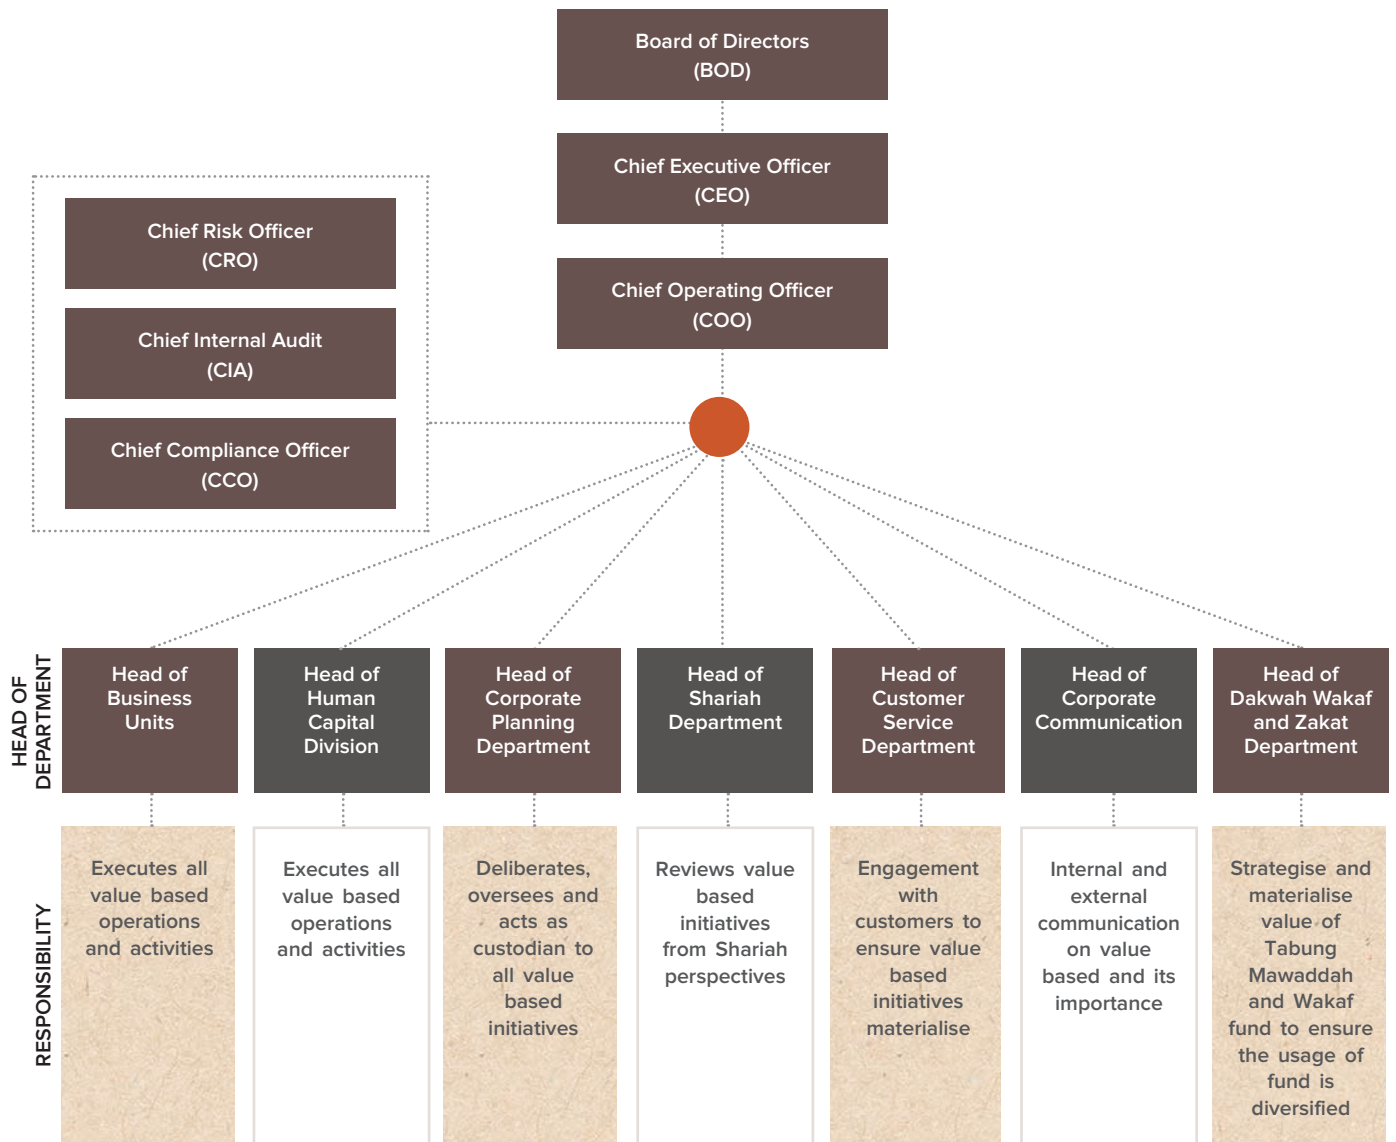 Board of Directors
(BOD)
Chief Executive Officer
(CEO)
Chief Operating Officer
(COO)
Chief Risk Officer
(CRO)
Chief Internal Audit
(CIA)
Chief Compliance Officer
(CCO)
HEAD OF
DEPARTMENT
Head of
Business
Units
Head of
Human
Capital
Division
Head of
Corporate
Planning
Department
Head of
Shariah
Department
Head of
Customer
Service
Department
Head of
Corporate
Communication
Head of
Dakwah Wakaf
and Zakat
Department
RESPONSIBILITY
Executes all
value based
operations
and activities
Executes all
value based
operations
and activities
Deliberates,
oversees and
acts as
custodian to
all value
based
initiatives
Reviews value
based
initiatives
from Shariah
perspectives
Engagement
with
customers to
ensure value
based
initiatives
materialise
Internal and
external
communication
on value
based and its
importance
Strategise and
materialise
value of
Tabung
Mawaddah
and Wakaf
fund to ensure
the usage of
fund is
diversified